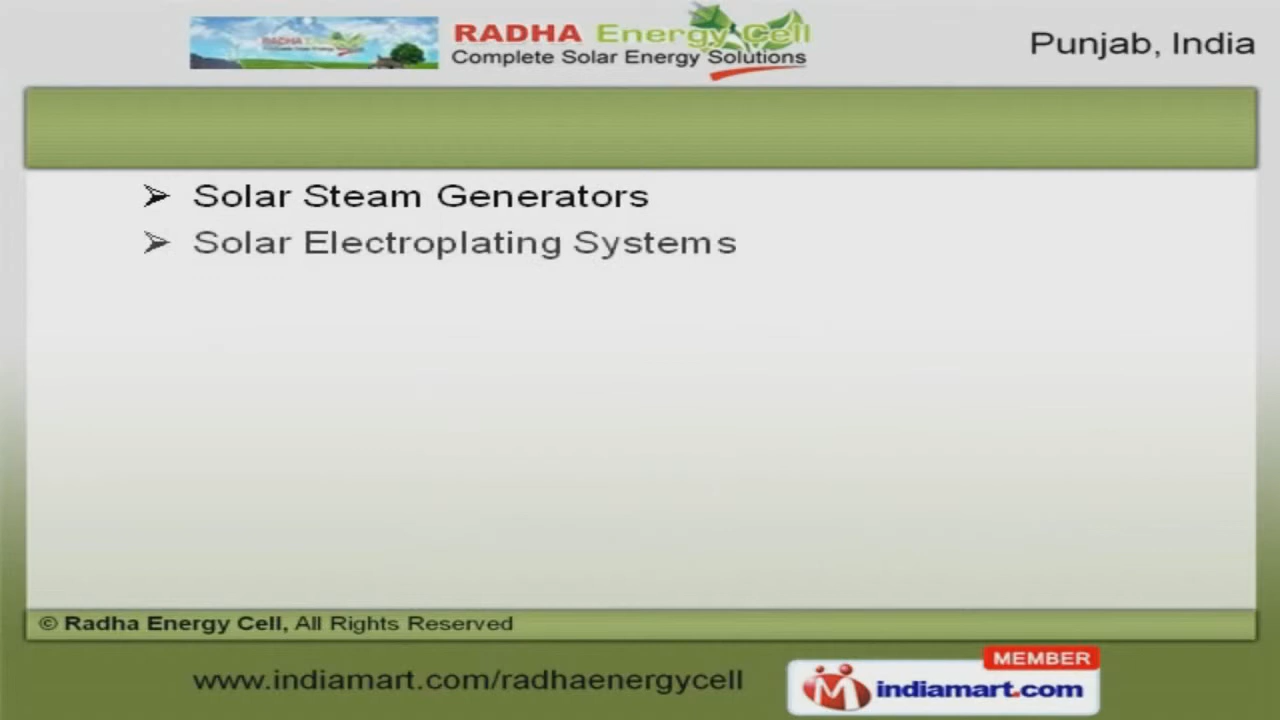 RADHA Energy Cell
Complete Solar Energy Solutions
Punjab, India
➢ Solar Steam Generators
➢ Solar Electroplating Systems
© Radha Energy Cell, All Rights Reserved
www.indiamart.com/radhaenergycell
MEMBER
indiamart.com